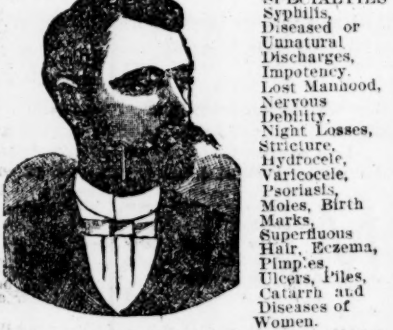 SPECIALTIES
Syphilis,
Diseased or
Unnatural
Discharges,
Impotency.
Lost Manhood,
Nervous
Debility.
Night Losses,
Stricture,
Hydrocele,
Varicocele,
Psoriasis,
Moles, Birth
Marks,
Superfluous
Hair, Eczema,
Pimples,
Ulcers, Piles,
Catarrh and
Diseases of
Women.